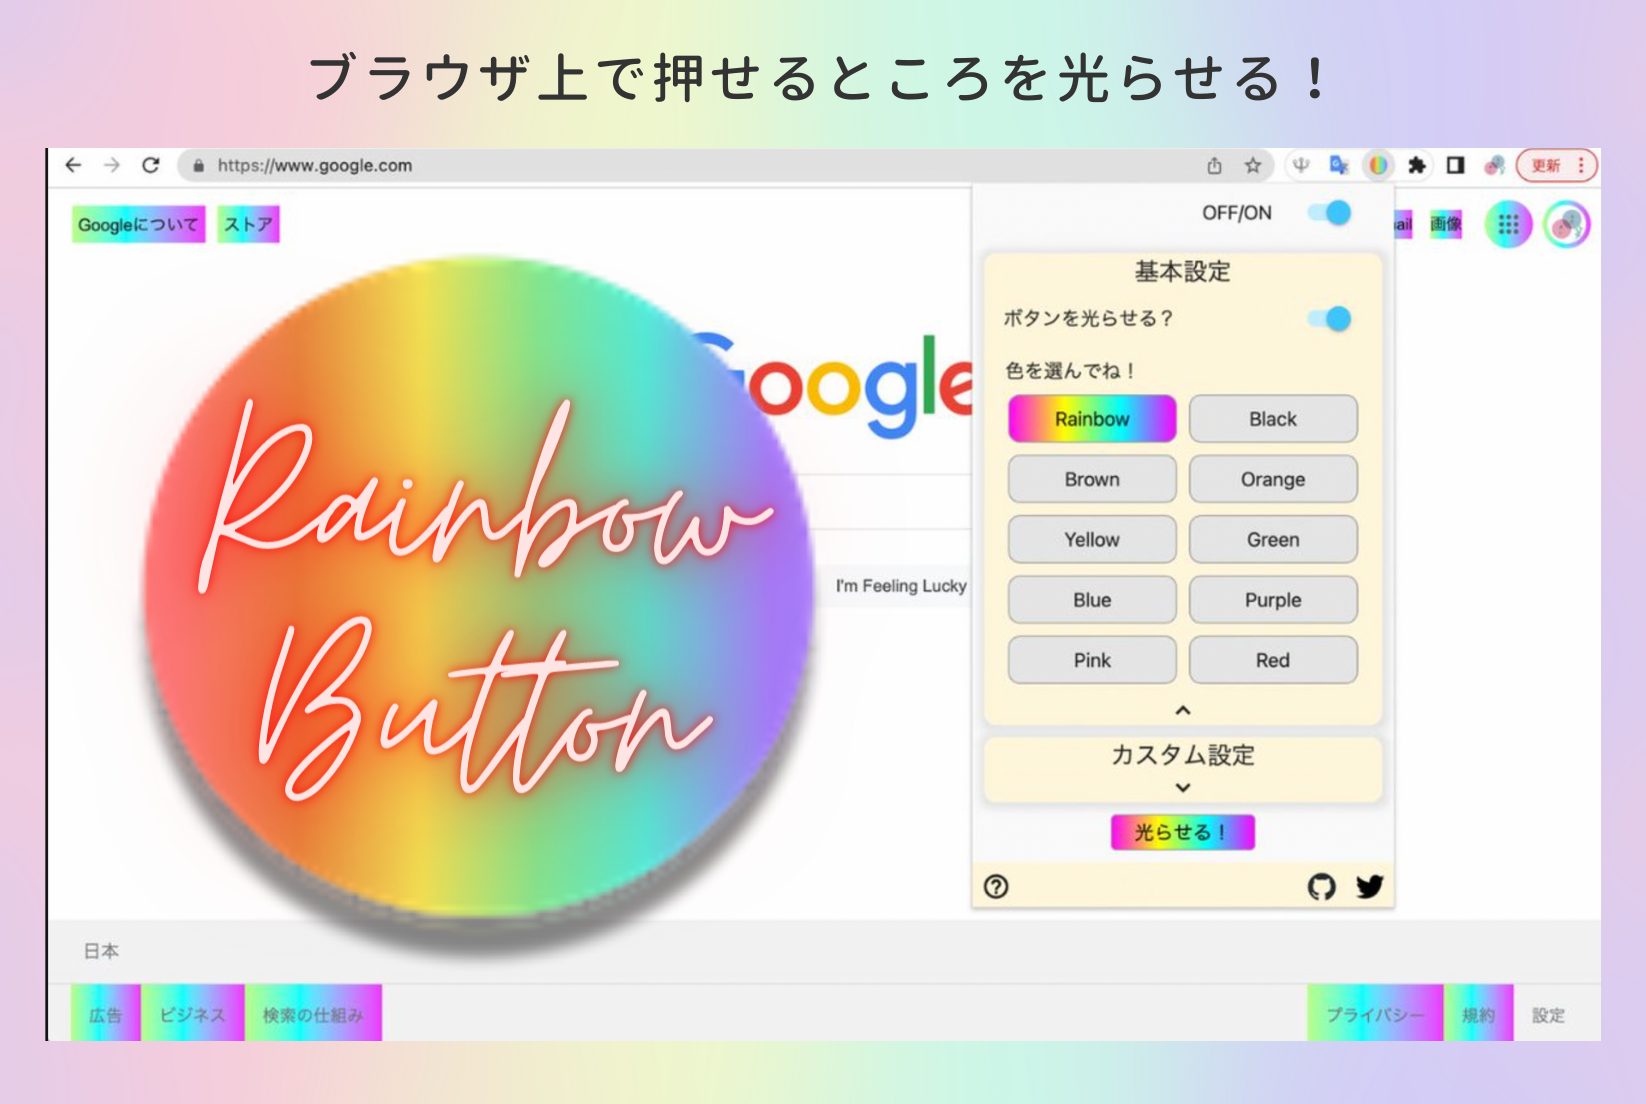 ブラウザ上で押せるところを光らせる！
https://www.google.com
更新
Googleについて ストア
OFF/ON
ail 画像
基本設定
ボタンを光らせる？
色を選んでね！
Rainbow Black
Brown Orange
Yellow Green
Blue Purple
Pink Red
カスタム設定
光らせる！
Google
I'm Feeling Lucky
Rainbow
Button
日本
広告 ビジネス 検索の仕組み
プライバシー 規約 設定